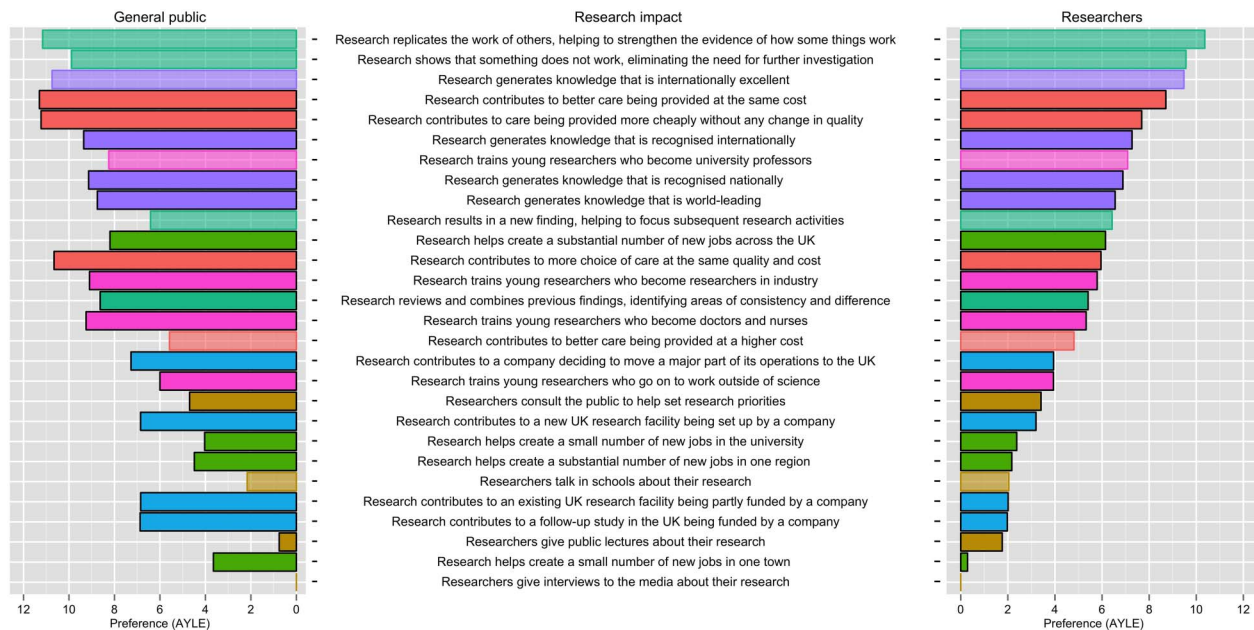 General public Research impact Researchers
Research replicates the work of others, helping to strengthen the evidence of how some things work
Research shows that something does not work, eliminating the need for further investigation
Research generates knowledge that is internationally excellent
Research contributes to better care being provided at the same cost
Research contributes to care being provided more cheaply without any change in quality
Research generates knowledge that is recognised internationally
Research trains young researchers who become university professors
Research generates knowledge that is recognised nationally
Research generates knowledge that is world-leading
Research results in a new finding, helping to focus subsequent research activities
Research helps create a substantial number of new jobs across the UK
Research contributes to more choice of care at the same quality and cost
Research trains young researchers who become researchers in industry
Research reviews and combines previous findings, identifying areas of consistency and difference
Research trains young researchers who become doctors and nurses
Research contributes to better care being provided at a higher cost
Research contributes to a company deciding to move a major part of its operations to the UK
Research trains young researchers who go on to work outside of science
Researchers consult the public to help set research priorities
Research contributes to a new UK research facility being set up by a company
Research helps create a small number of new jobs in the university
Research helps create a substantial number of new jobs in one region
Researchers talk in schools about their research
Research contributes to an existing UK research facility being partly funded by a company
Research contributes to a follow-up study in the UK being funded by a company
Researchers give public lectures about their research
Research helps create a small number of new jobs in one town
Researchers give interviews to the media about their research
12 10 8 6 4 2 0 0 2 4 6 8 10 12
Preference (AYLE) Preference (AYLE)